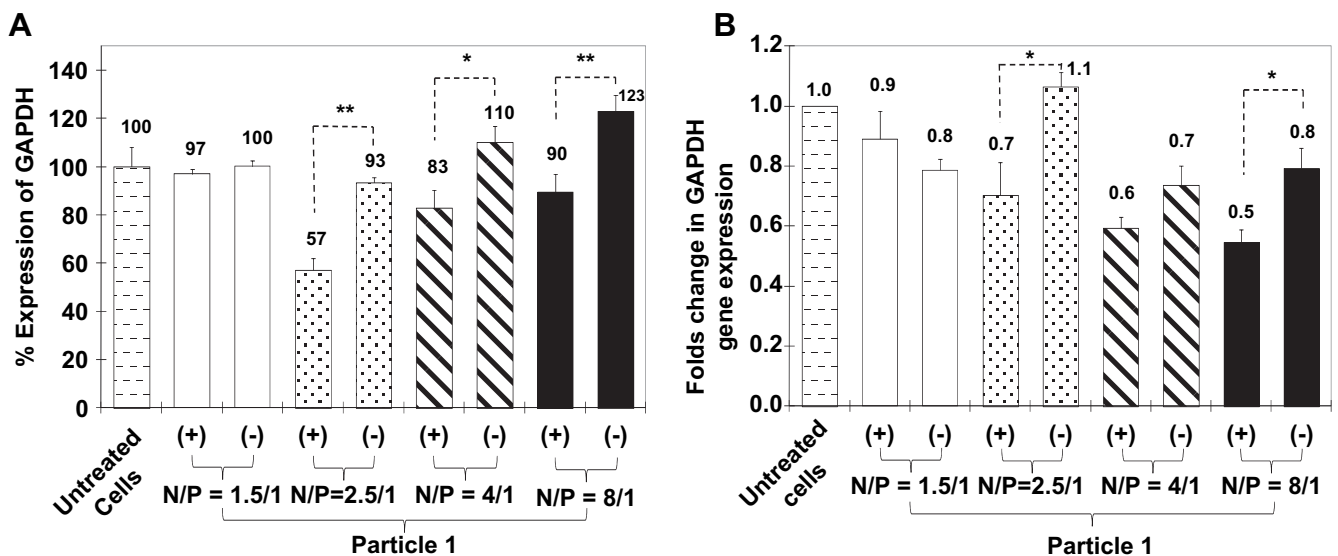 A
% Expression of GAPDH
140
120
100
80
60
40
20
0
100
97
100
57
93
83
110
90
123
**
*
**
Untreated
Cells
(+) (-) (+) (-) (+) (-) (+) (-)
N/P = 1.5/1 N/P=2.5/1 N/P = 4/1 N/P = 8/1
Particle 1
B
Folds change in GAPDH
gene expression
1.2
1.0
0.8
0.6
0.4
0.2
0.0
1.0
0.9
0.8
0.7
1.1
0.6
0.7
0.5
0.8
*
*
Untreated
cells
(+) (-) (+) (-) (+) (-) (+) (-)
N/P = 1.5/1 N/P=2.5/1 N/P = 4/1 N/P = 8/1
Particle 1